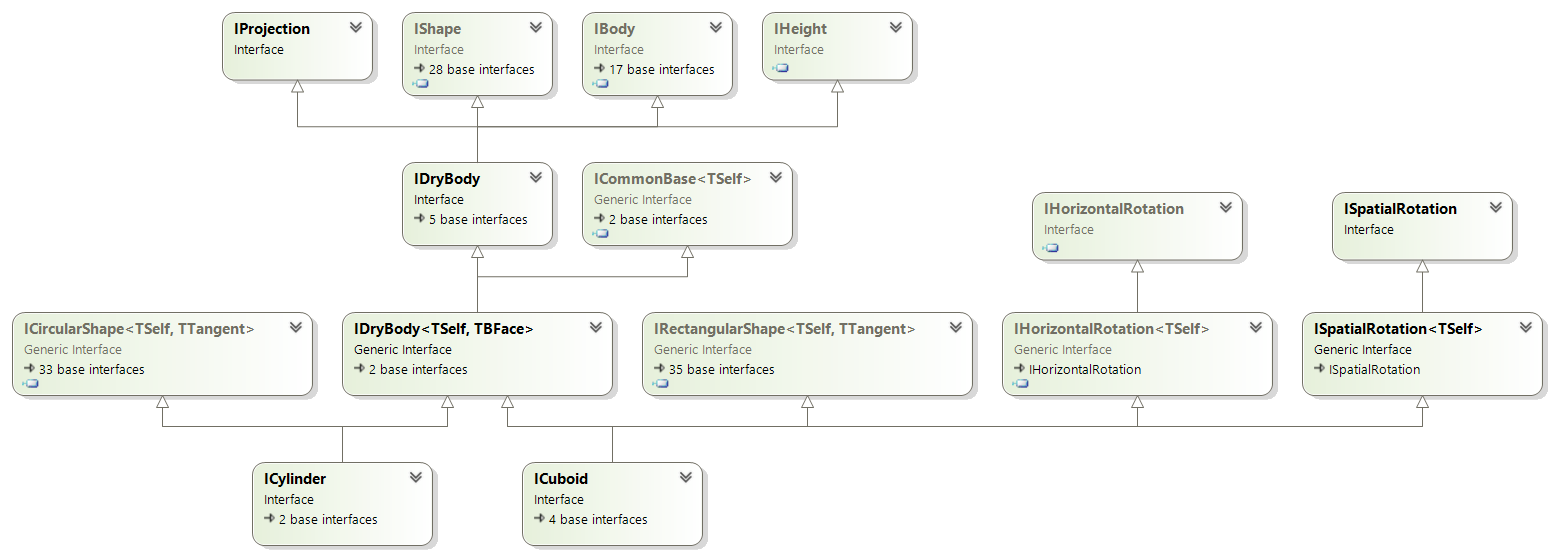 IProjection
Interface
IShape
Interface
28 base interfaces
IBody
Interface
17 base interfaces
IHeight
Interface
IDryBody
Interface
5 base interfaces
ICommonBase<TSelf>
Generic Interface
2 base interfaces
IHorizontalRotation
Interface
ISpatialRotation
Interface
ICircularShape<TSelf, TTangent>
Generic Interface
33 base interfaces
IDryBody<TSelf, TBFace>
Generic Interface
2 base interfaces
IRectangularShape<TSelf, TTangent>
Generic Interface
35 base interfaces
IHorizontalRotation<TSelf>
Generic Interface
IHorizontalRotation
ISpatialRotation<TSelf>
Generic Interface
ISpatialRotation
ICylinder
Interface
2 base interfaces
ICuboid
Interface
4 base interfaces